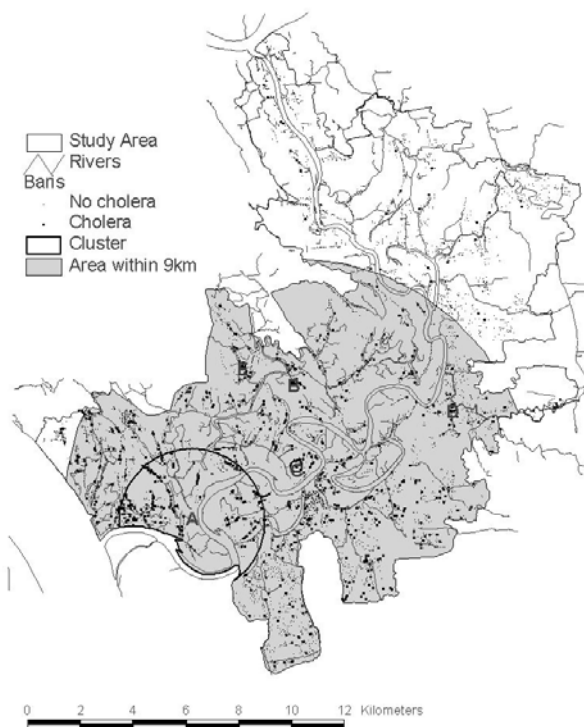 Study Area
Rivers
Baris
No cholera
Cholera
Cluster
Area within 9km
A
C
0 2 4 6 8 10 12 Kilometers